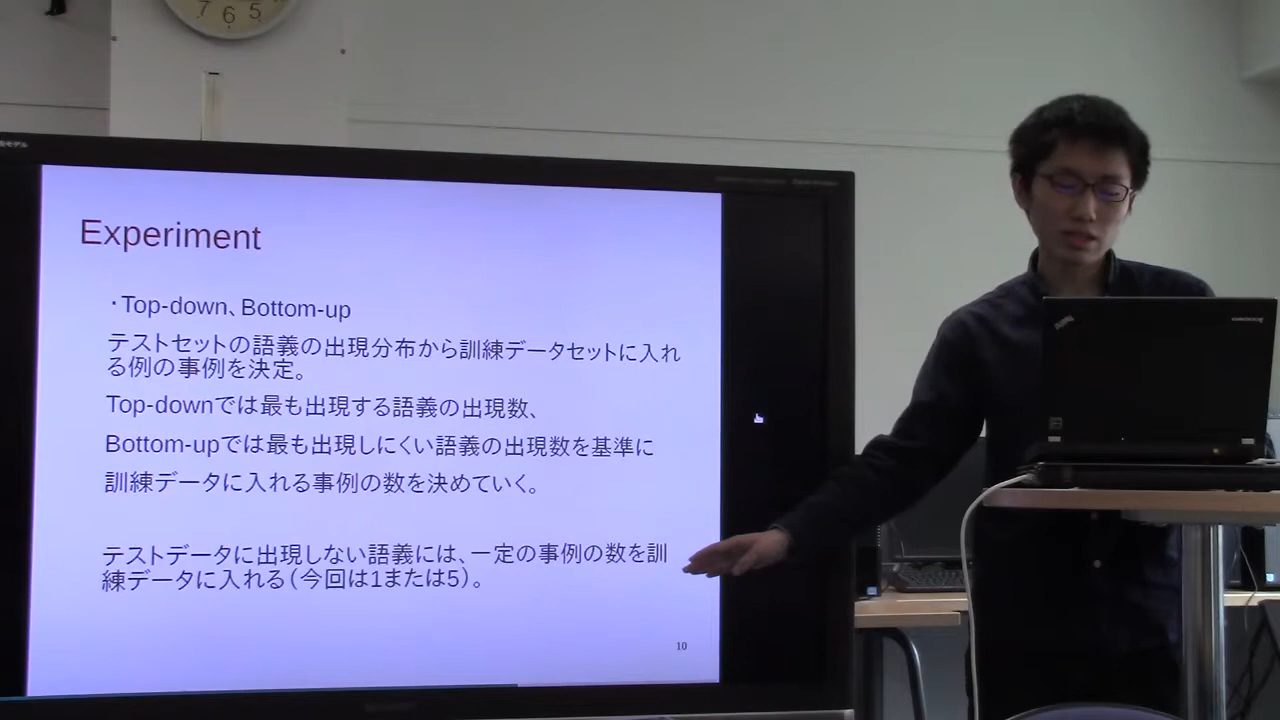 7 6 5
Experiment
・Top-down、Bottom-up
テストセットの語義の出現分布から訓練データセットに入れ
る例の事例を決定。
Top-downでは最も出現する語義の出現数、
Bottom-upでは最も出現しにくい語義の出現数を基準に
訓練データに入れる事例の数を決めていく。
テストデータに出現しない語義には、一定の事例の数を訓
練データに入れる（今回は1または5）。
10